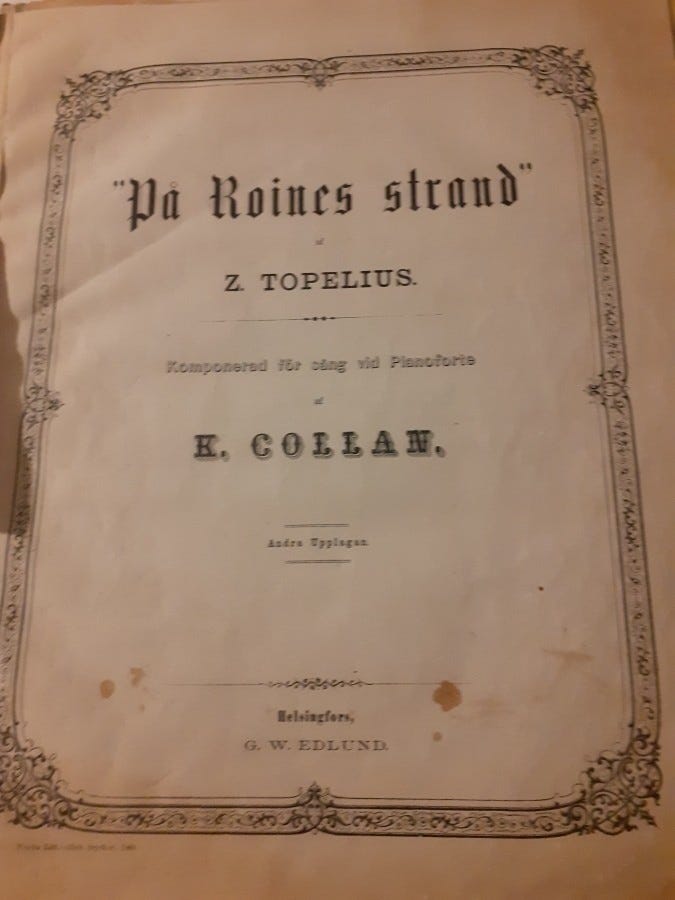 "På Roines strand"
af
Z. TOPELIUS.
Komponerad för sång vid Pianoforte
af
K. COLLAN.
Andra Upplagan.
Helsingfors,
G. W. EDLUND.